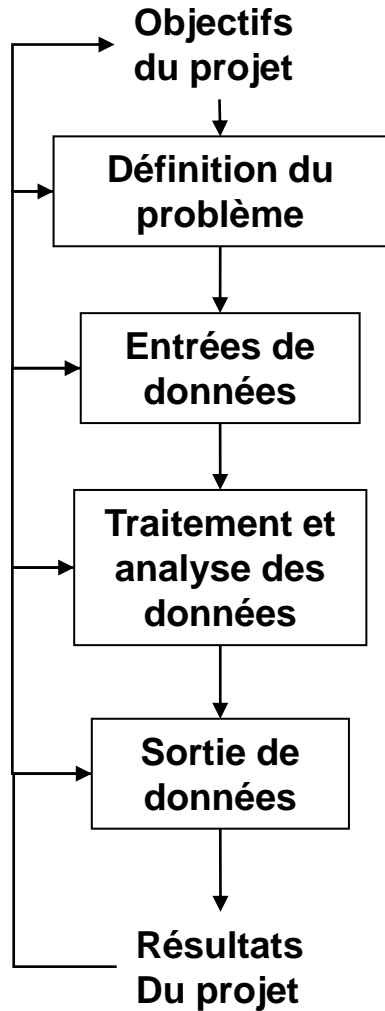 Objectifs
du projet
Définition du
problème
Entrées de
données
Traitement et
analyse des
données
Sortie de
données
Résultats
Du projet